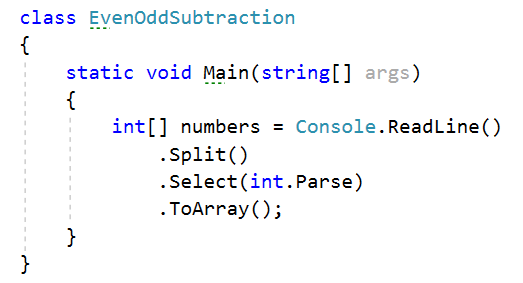 class EvenOddSubtraction
{
    static void Main(string[] args)
    {
        int[] numbers = Console.ReadLine()
            .Split()
            .Select(int.Parse)
            .ToArray();
    }
}